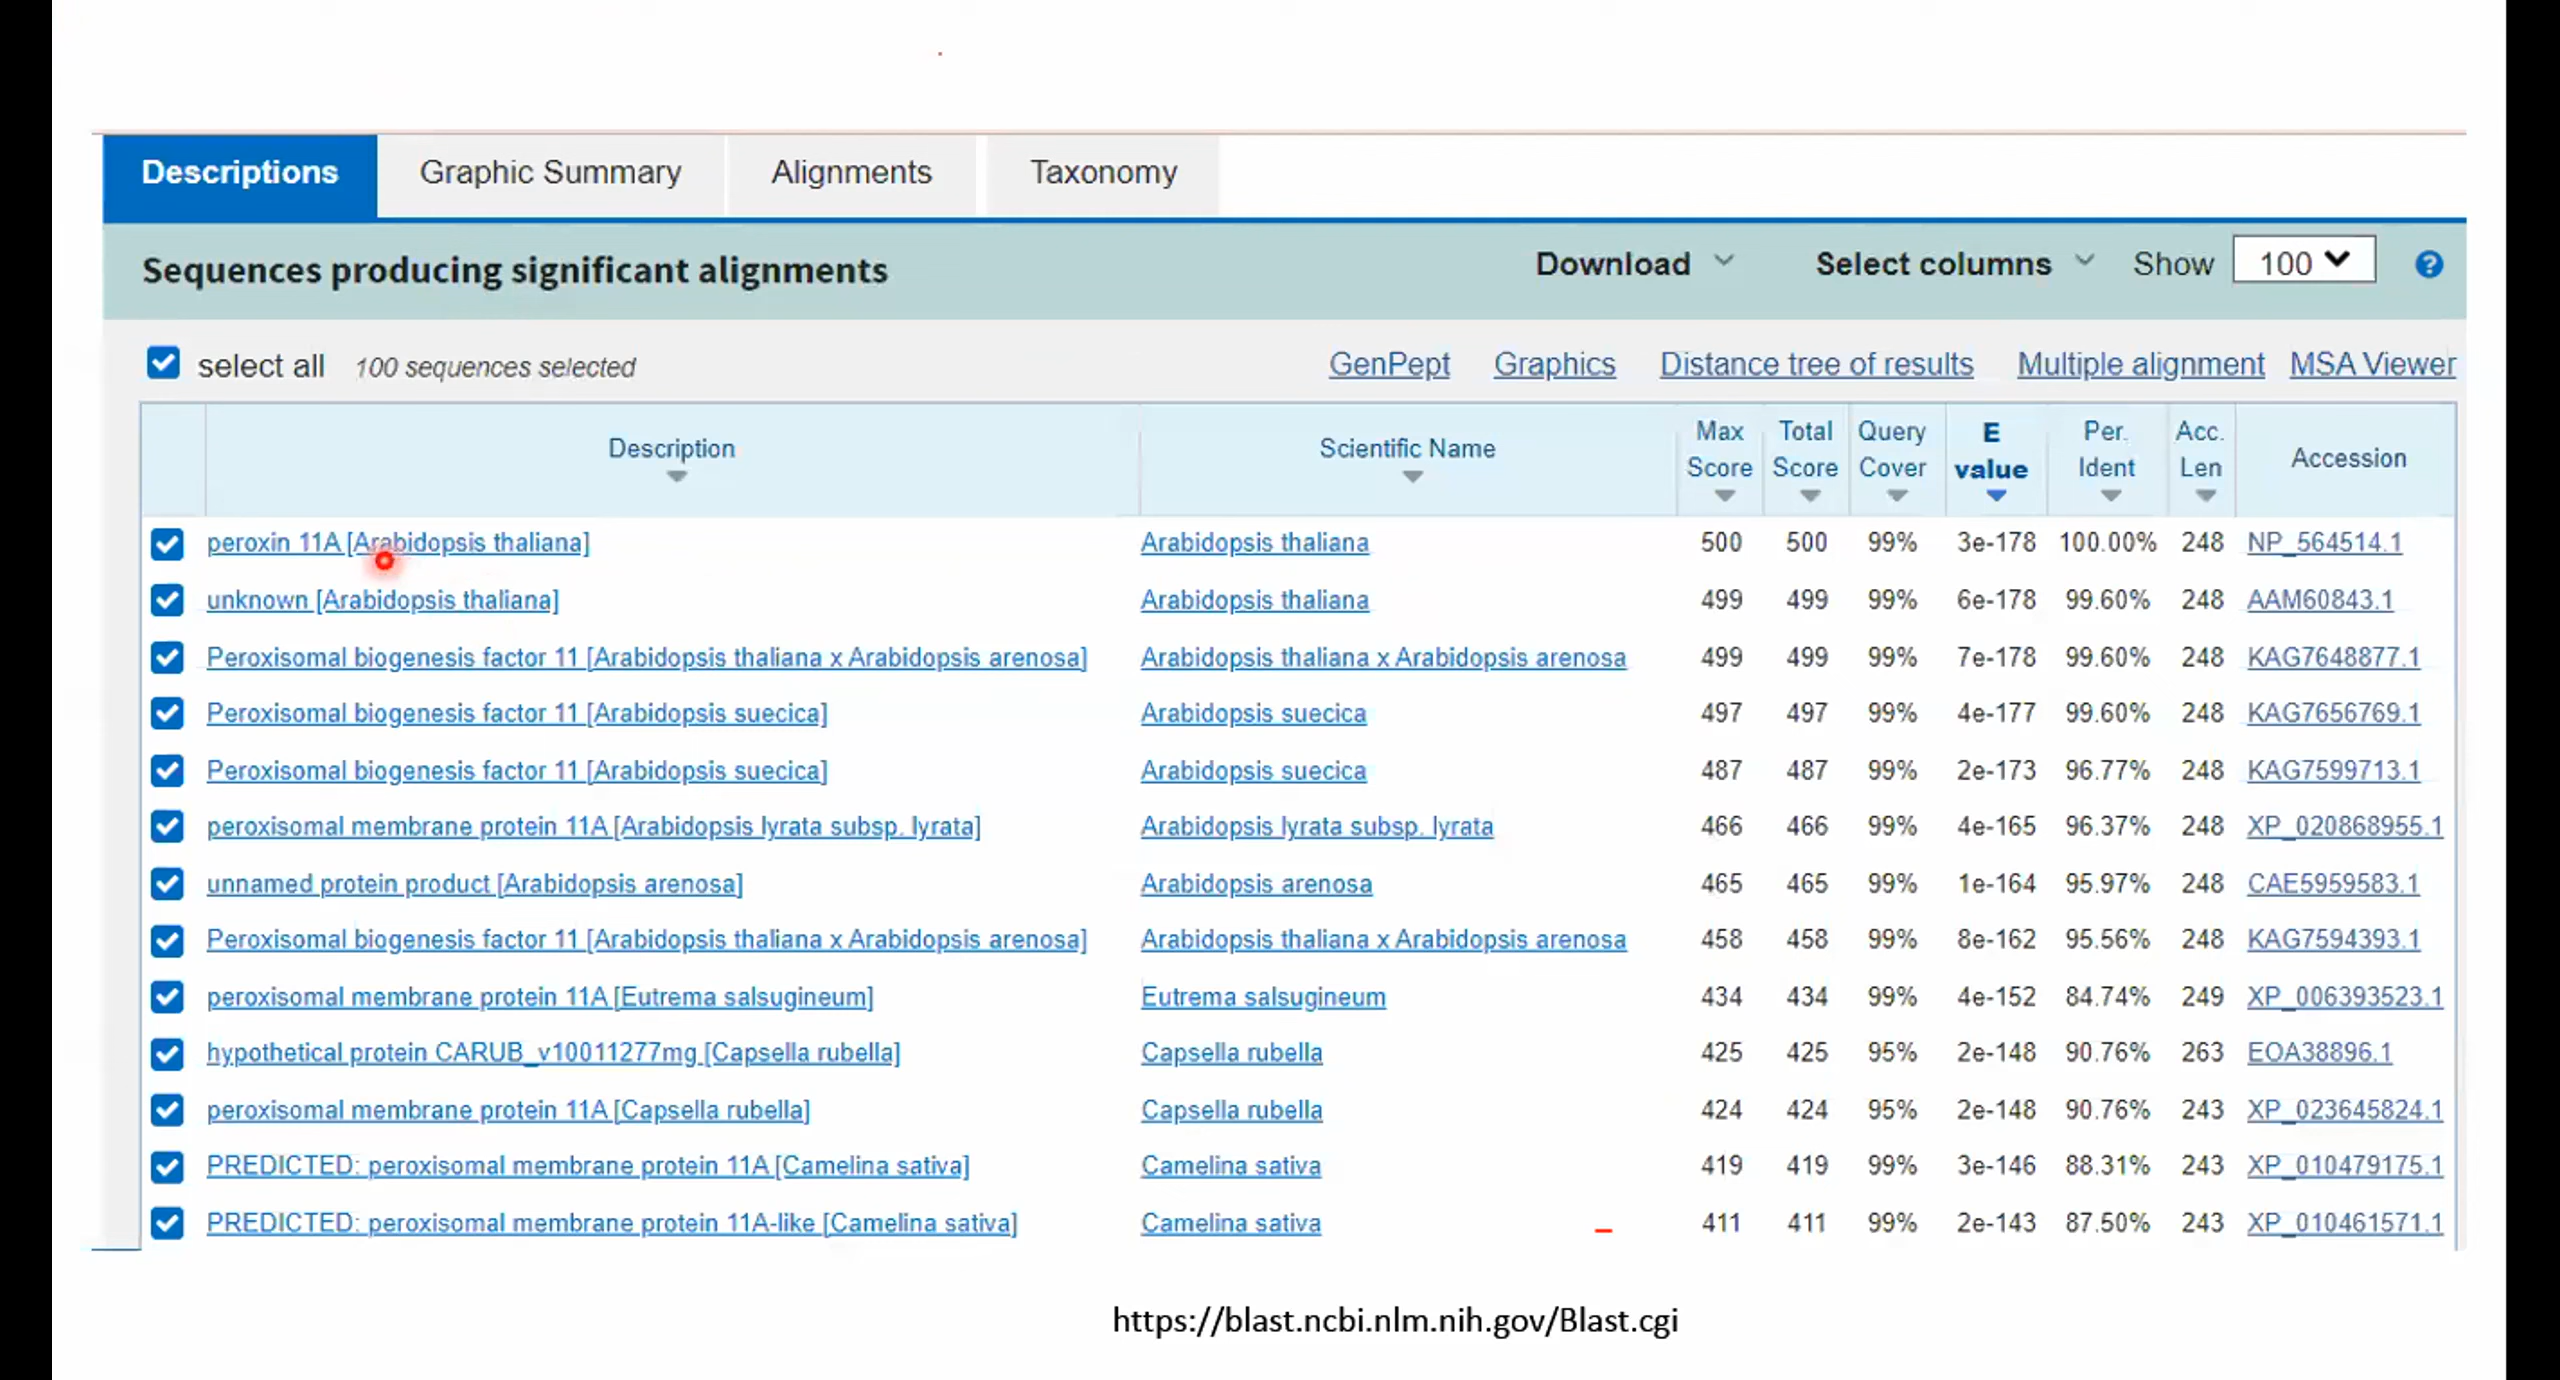 Descriptions Graphic Summary Alignments Taxonomy
Sequences producing significant alignments Download Select columns Show 100 ?
select all 100 sequences selected GenPept Graphics Distance tree of results Multiple alignment MSA Viewer
Description Scientific Name Max Score Total Score Query Cover E value Per. Ident Acc. Len Accession
peroxin 11A [Arabidopsis thaliana] Arabidopsis thaliana 500 500 99% 3e-178 100.00% 248 NP_564514.1
unknown [Arabidopsis thaliana] Arabidopsis thaliana 499 499 99% 6e-178 99.60% 248 AAM60843.1
Peroxisomal biogenesis factor 11 [Arabidopsis thaliana x Arabidopsis arenosa] Arabidopsis thaliana x Arabidopsis arenosa 499 499 99% 7e-178 99.60% 248 KAG7648877.1
Peroxisomal biogenesis factor 11 [Arabidopsis suecica] Arabidopsis suecica 497 497 99% 4e-177 99.60% 248 KAG7656769.1
Peroxisomal biogenesis factor 11 [Arabidopsis suecica] Arabidopsis suecica 487 487 99% 2e-173 96.77% 248 KAG7599713.1
peroxisomal membrane protein 11A [Arabidopsis lyrata subsp. lyrata] Arabidopsis lyrata subsp. lyrata 466 466 99% 4e-165 96.37% 248 XP_020868955.1
unnamed protein product [Arabidopsis arenosa] Arabidopsis arenosa 465 465 99% 1e-164 95.97% 248 CAE5959583.1
Peroxisomal biogenesis factor 11 [Arabidopsis thaliana x Arabidopsis arenosa] Arabidopsis thaliana x Arabidopsis arenosa 458 458 99% 8e-162 95.56% 248 KAG7594393.1
peroxisomal membrane protein 11A [Eutrema salsugineum] Eutrema salsugineum 434 434 99% 4e-152 84.74% 249 XP_006393523.1
hypothetical protein CARUB_v10011277mg [Capsella rubella] Capsella rubella 425 425 95% 2e-148 90.76% 263 EOA38896.1
peroxisomal membrane protein 11A [Capsella rubella] Capsella rubella 424 424 95% 2e-148 90.76% 243 XP_023645824.1
PREDICTED: peroxisomal membrane protein 11A [Camelina sativa] Camelina sativa 419 419 99% 3e-146 88.31% 243 XP_010479175.1
PREDICTED: peroxisomal membrane protein 11A-like [Camelina sativa] Camelina sativa 411 411 99% 2e-143 87.50% 243 XP_010461571.1
https://blast.ncbi.nlm.nih.gov/Blast.cgi